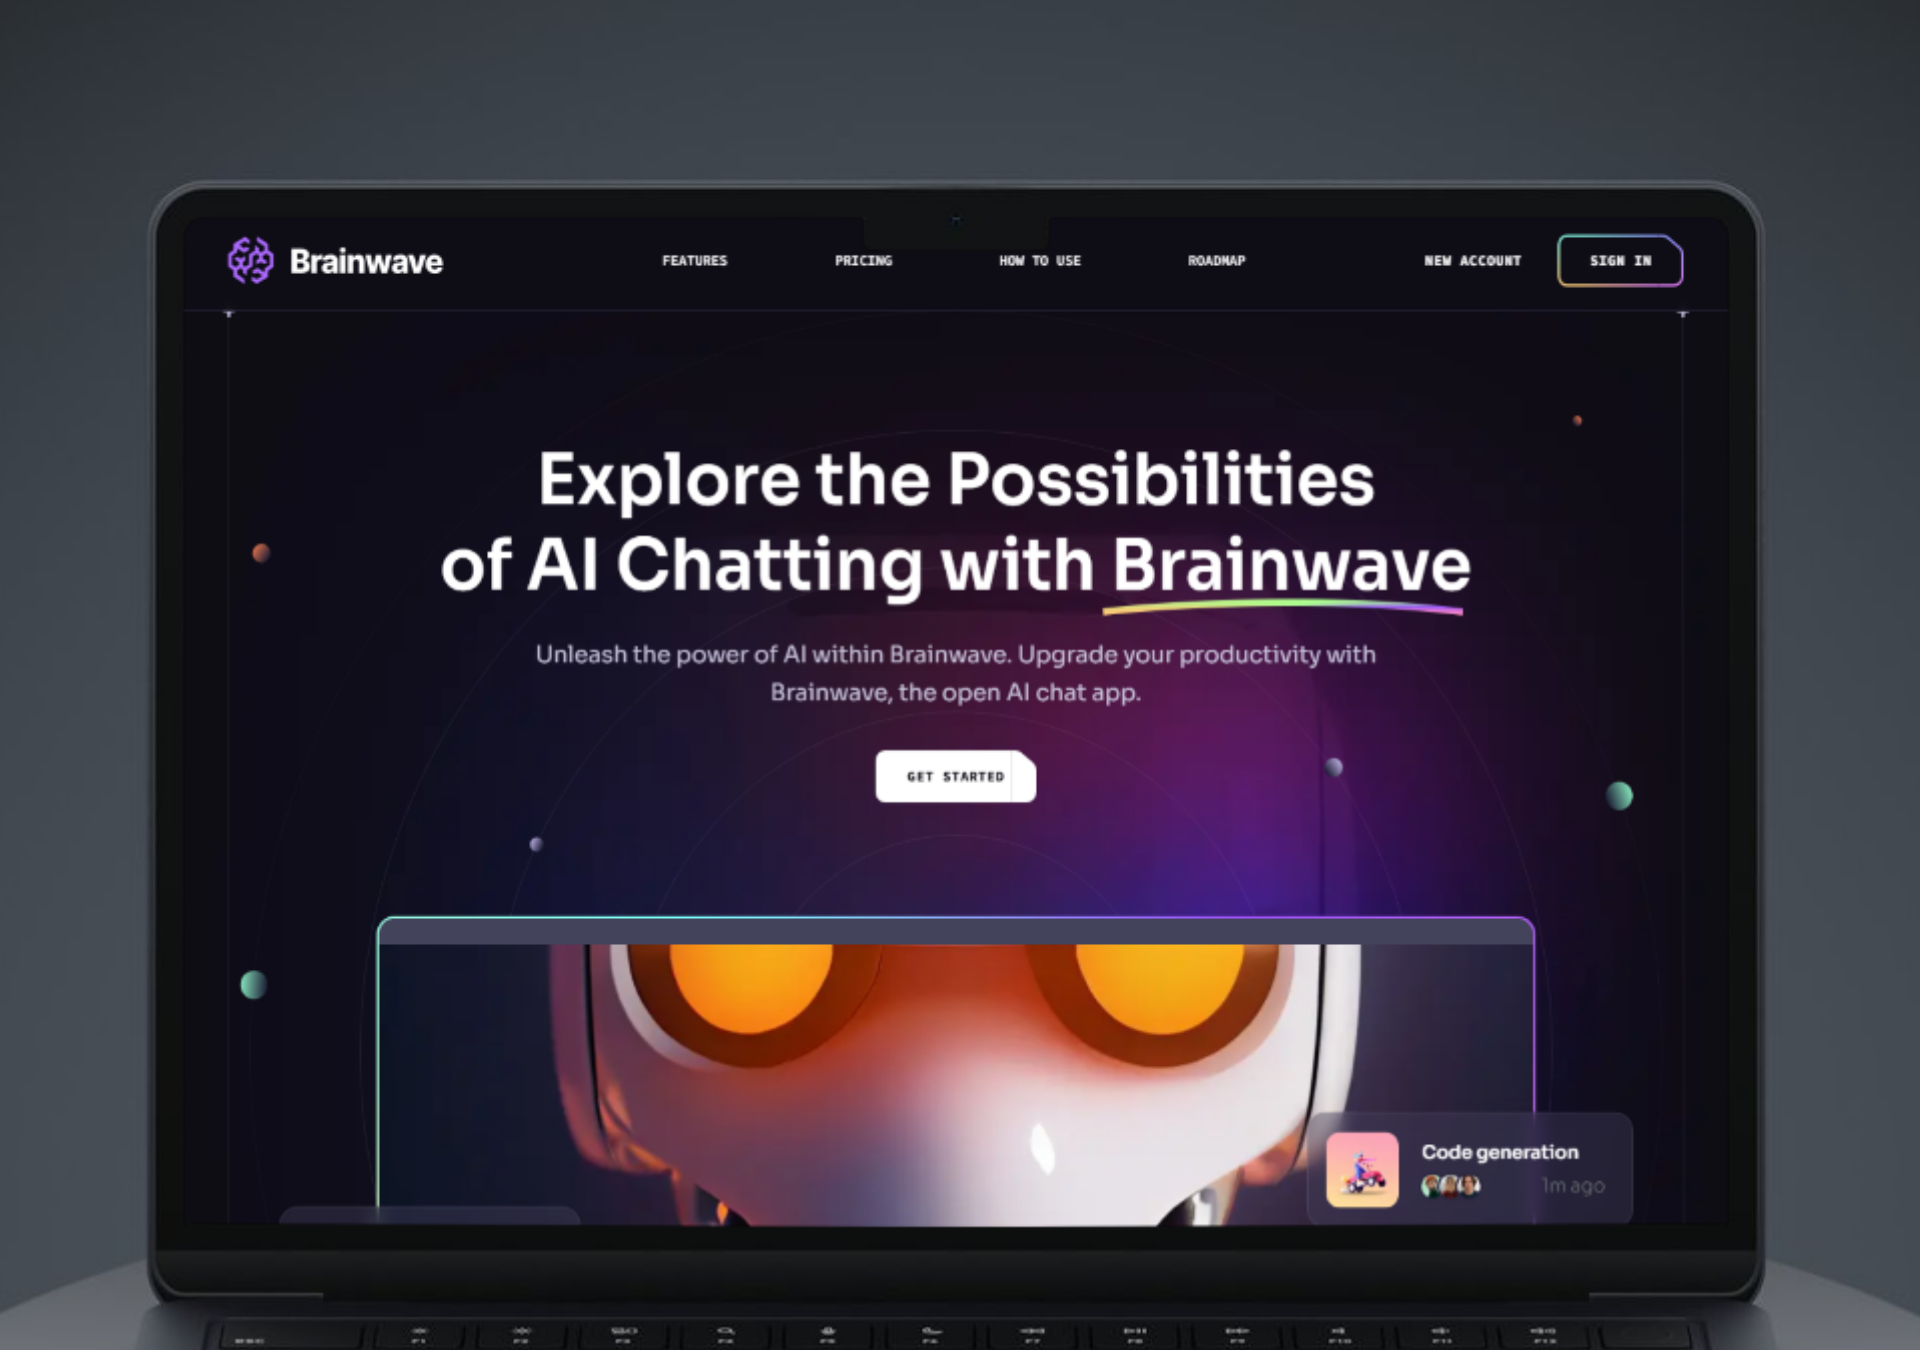 Brainwave
FEATURES
PRICING
HOW TO USE
ROADMAP
NEW ACCOUNT
SIGN IN
Explore the Possibilities
of AI Chatting with Brainwave
Unleash the power of AI within Brainwave. Upgrade your productivity with
Brainwave, the open AI chat app.
GET STARTED
Code generation
1m ago